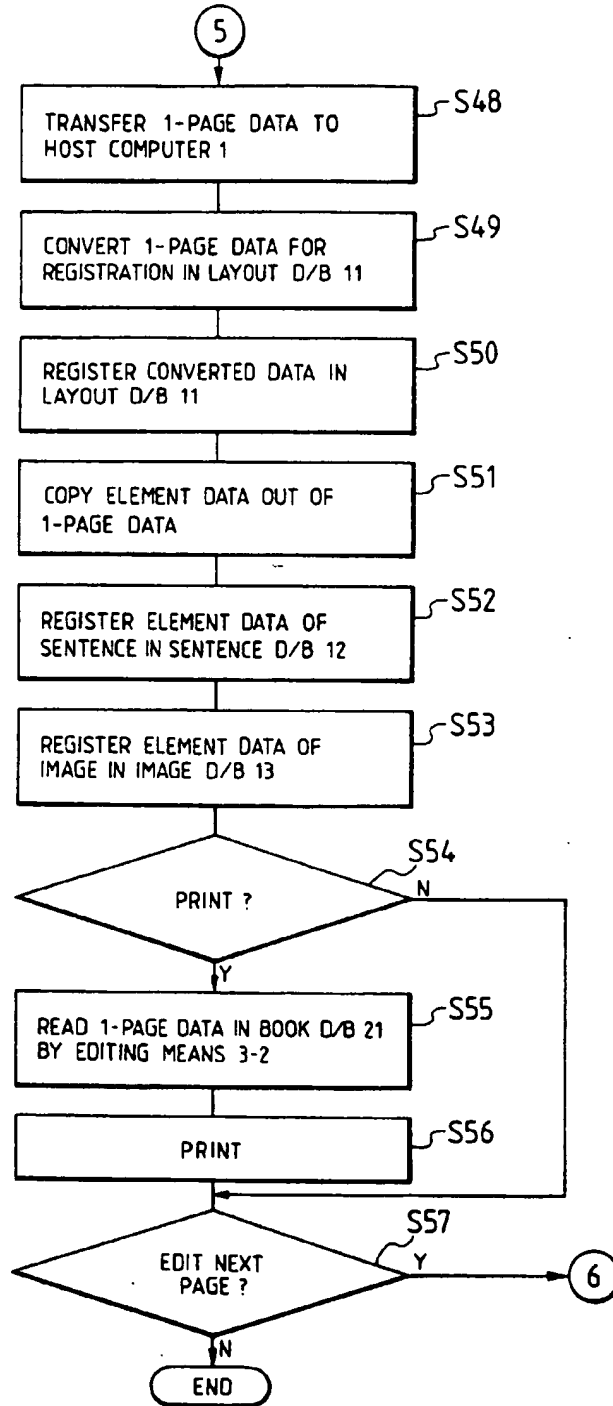 5
TRANSFER 1-PAGE DATA TO
HOST COMPUTER 1
S48
CONVERT 1-PAGE DATA FOR
REGISTRATION IN LAYOUT D/B 11
S49
REGISTER CONVERTED DATA IN
LAYOUT D/B 11
S50
COPY ELEMENT DATA OUT OF
1-PAGE DATA
S51
REGISTER ELEMENT DATA OF
SENTENCE IN SENTENCE D/B 12
S52
REGISTER ELEMENT DATA OF
IMAGE IN IMAGE D/B 13
S53
PRINT ?
S54
N
Y
READ 1-PAGE DATA IN BOOK D/B 21
BY EDITING MEANS 3-2
S55
PRINT
S56
EDIT NEXT
PAGE ?
S57
Y
6
N
END